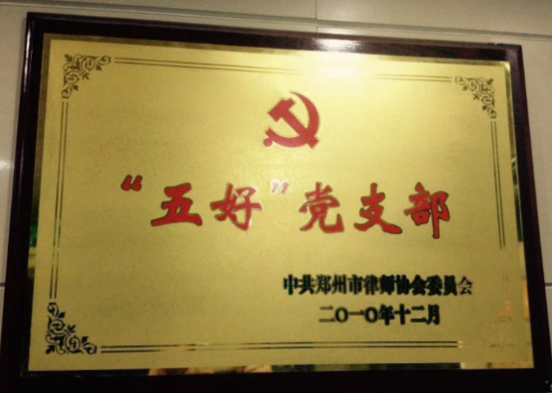 “五好”党支部
中共郑州市律师协会委员会
二〇一〇年十二月